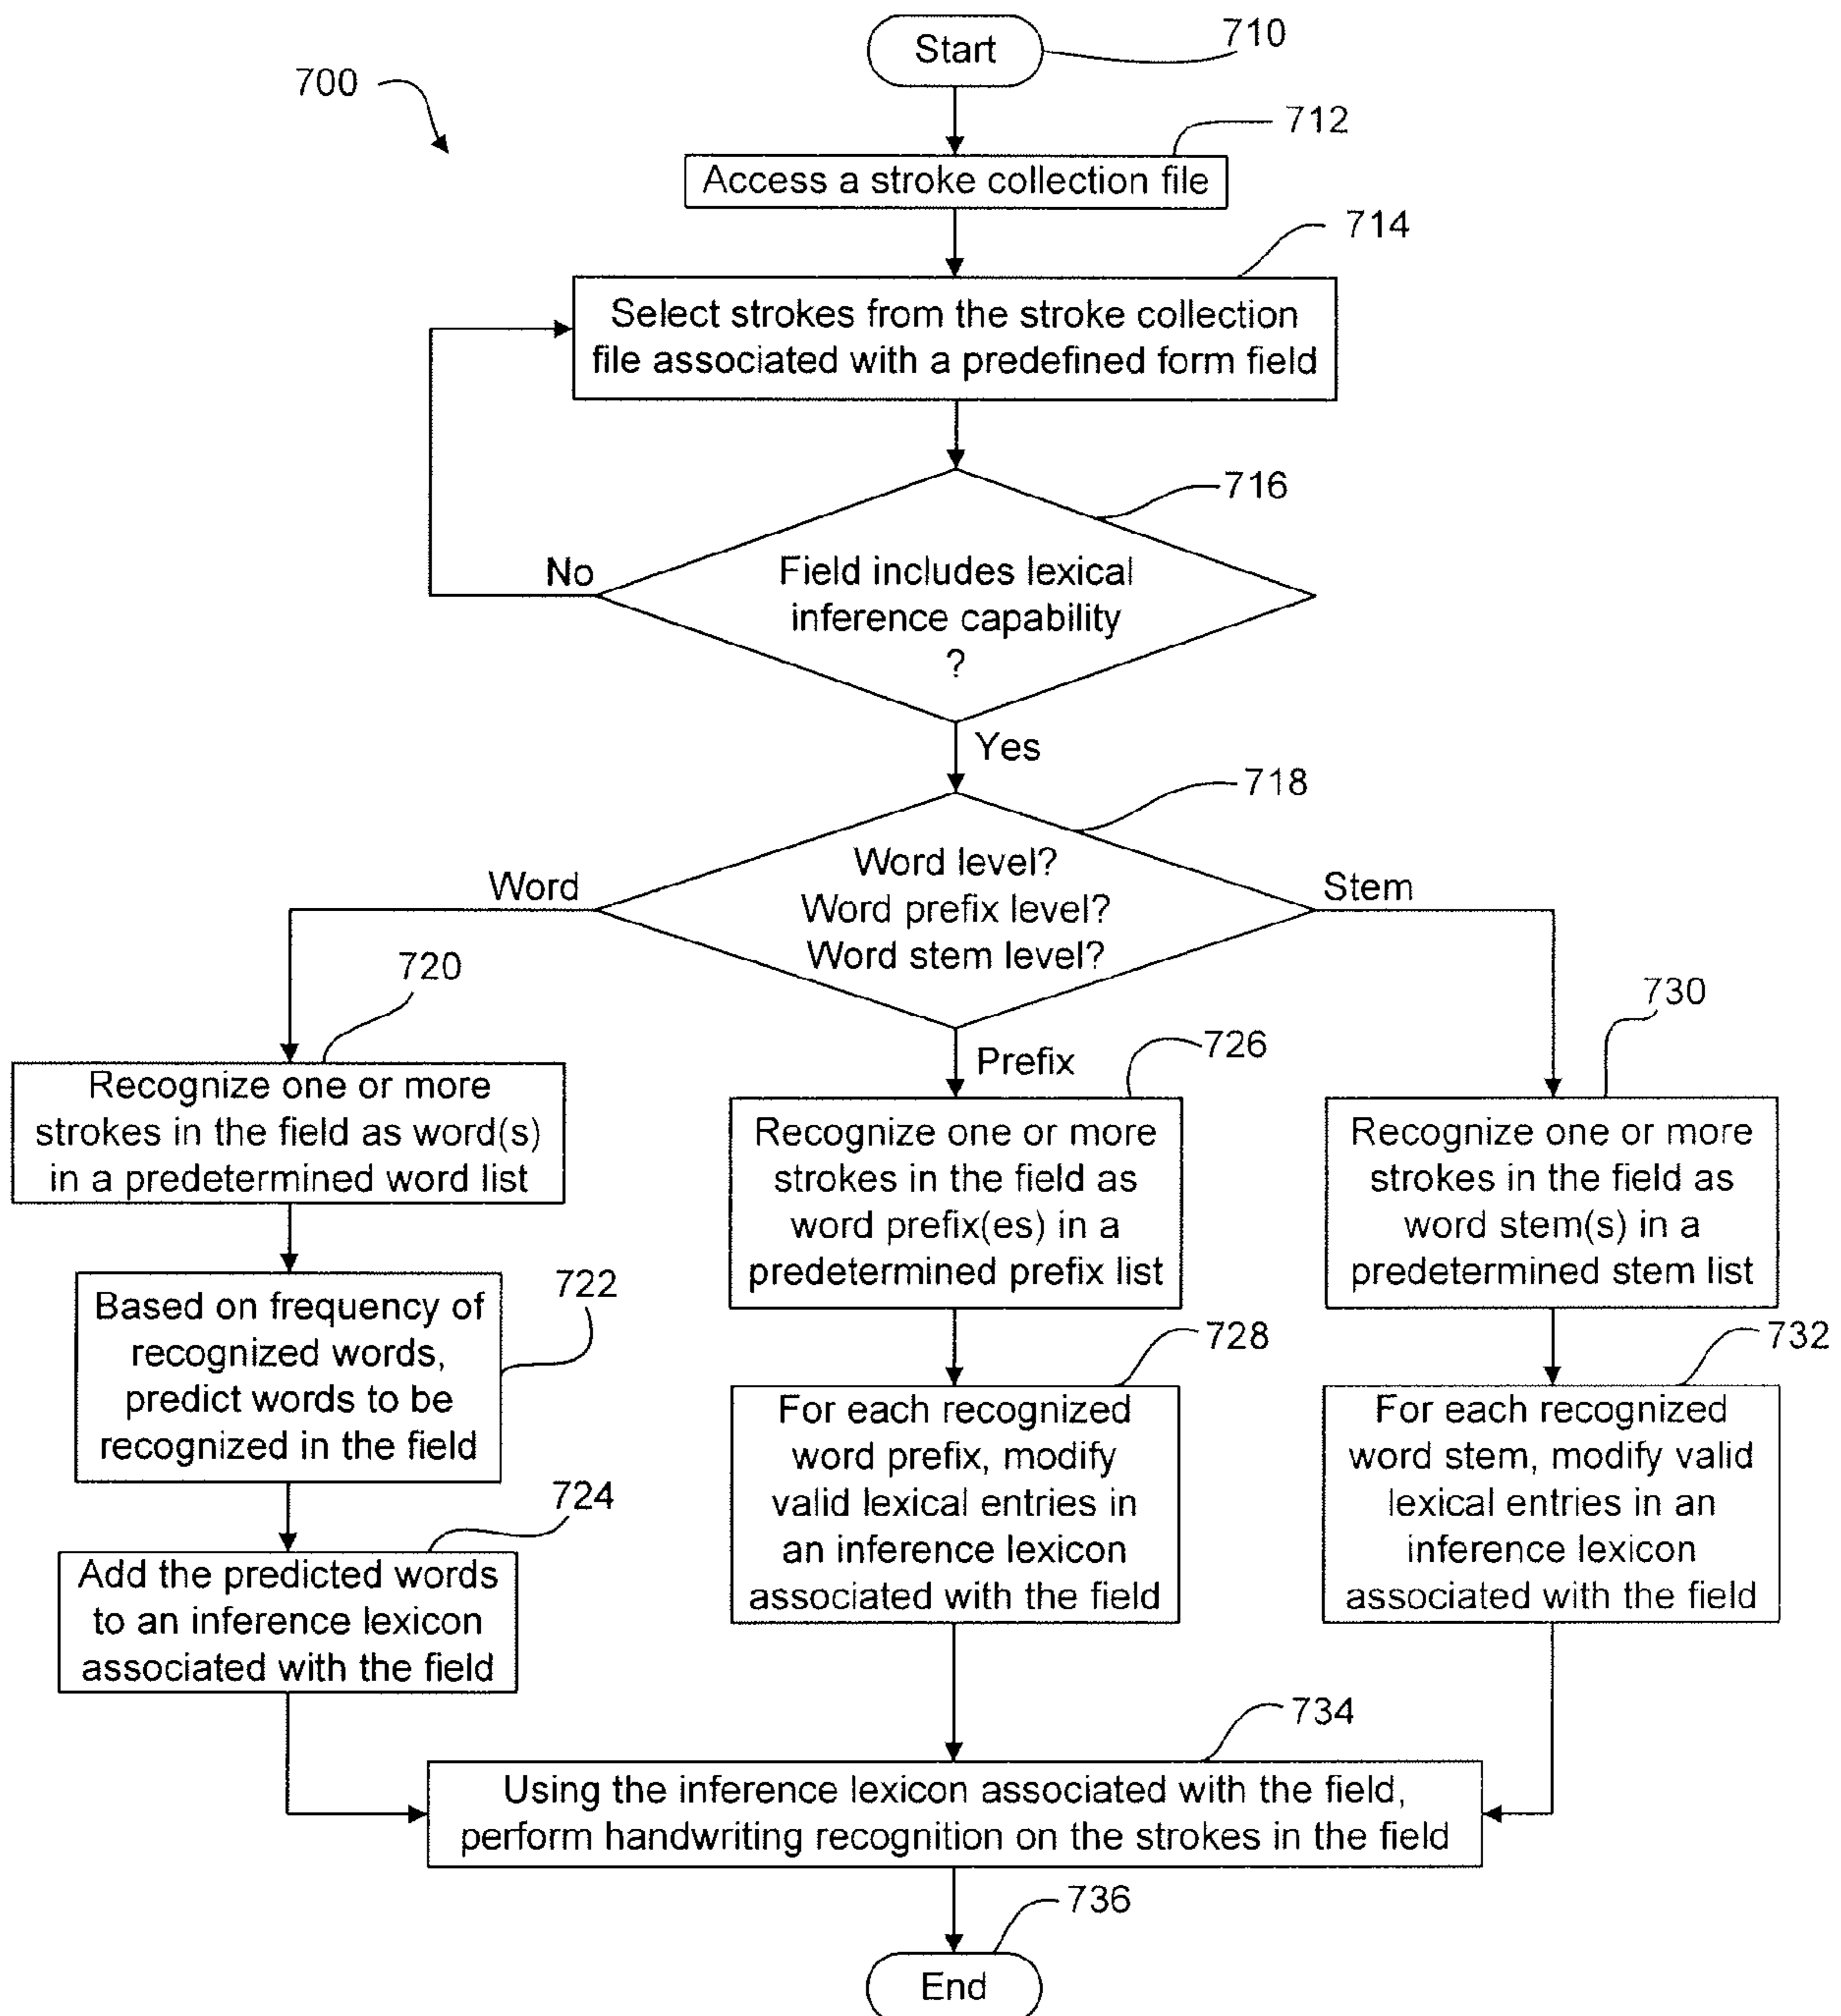 Start
710
700
712
Access a stroke collection file
714
Select strokes from the stroke collection
file associated with a predefined form field
716
No
Field includes lexical
inference capability
?
Yes
718
Word level?
Word prefix level?
Word stem level?
Word
Stem
720
Recognize one or more
strokes in the field as word(s)
in a predetermined word list
722
Based on frequency of
recognized words,
predict words to be
recognized in the field
724
Add the predicted words
to an inference lexicon
associated with the field
Prefix
726
Recognize one or more
strokes in the field as
word prefix(es) in a
predetermined prefix list
728
For each recognized
word prefix, modify
valid lexical entries in
an inference lexicon
associated with the field
730
Recognize one or more
strokes in the field as
word stem(s) in a
predetermined stem list
732
For each recognized
word stem, modify valid
lexical entries in an
inference lexicon
associated with the field
734
Using the inference lexicon associated with the field,
perform handwriting recognition on the strokes in the field
736
End